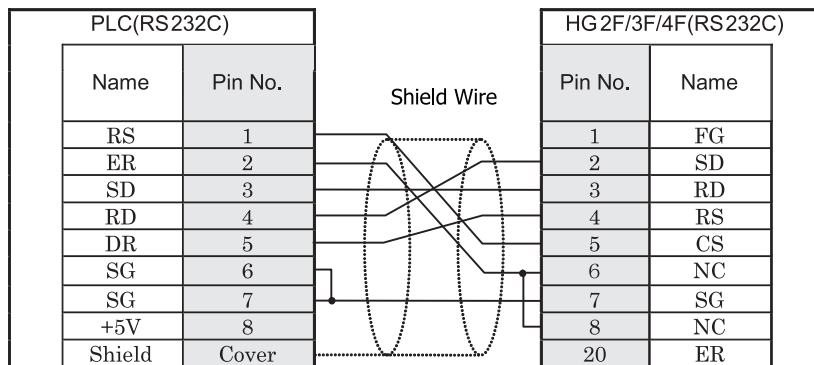 PLC(RS232C) HG2F/3F/4F(RS232C)
Name Pin No. Shield Wire Pin No. Name
RS 1 1 FG
ER 2 2 SD
SD 3 3 RD
RD 4 4 RS
DR 5 5 CS
SG 6 6 NC
SG 7 7 SG
+5V 8 8 NC
Shield Cover 20 ER